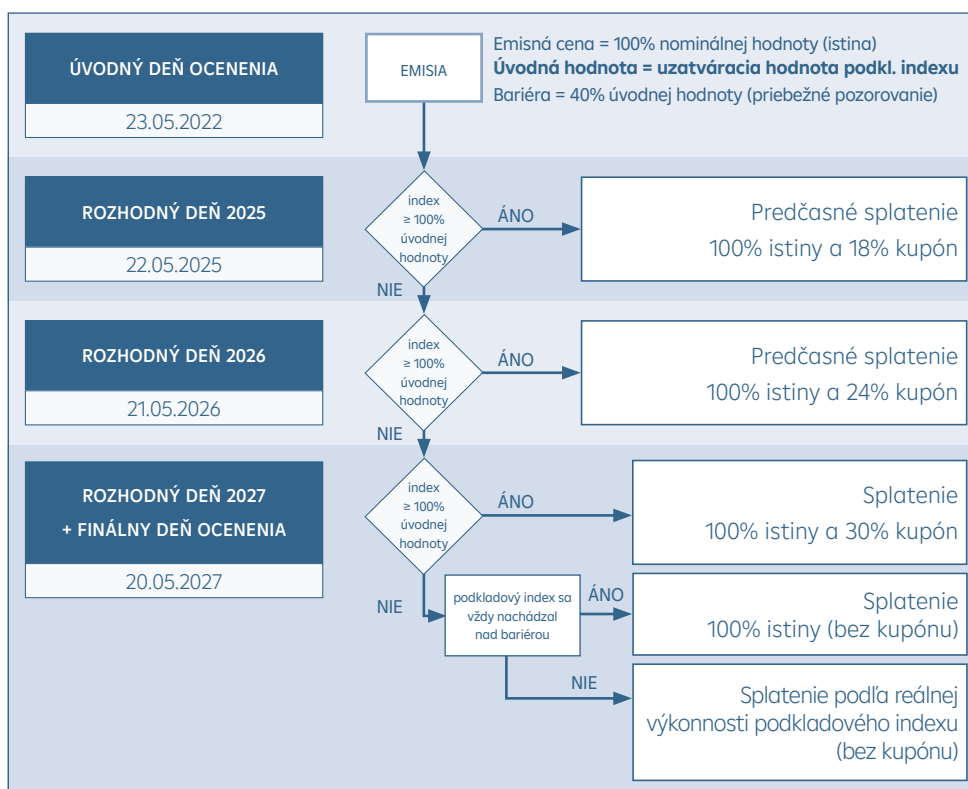 ÚVODNÝ DEŇ OCENENIA
23.05.2022
EMISIA
Emisná cena = 100% nominálnej hodnoty (istina)
Úvodná hodnota = uzatváracia hodnota podkl. indexu
Bariéra = 40% úvodnej hodnoty (priebežné pozorovanie)
ROZHODNÝ DEŇ 2025
22.05.2025
index
≥ 100%
úvodnej
hodnoty
ÁNO
Predčasné splatenie
100% istiny a 18% kupón
NIE
ROZHODNÝ DEŇ 2026
21.05.2026
index
≥ 100%
úvodnej
hodnoty
ÁNO
Predčasné splatenie
100% istiny a 24% kupón
NIE
ROZHODNÝ DEŇ 2027
+ FINÁLNY DEŇ OCENENIA
20.05.2027
index
≥ 100%
úvodnej
hodnoty
ÁNO
Splatenie
100% istiny a 30% kupón
NIE
podkladový index sa
vždy nachádzal
nad bariérou
ÁNO
Splatenie
100% istiny (bez kupónu)
NIE
Splatenie podľa reálnej
výkonnosti podkladového indexu
(bez kupónu)